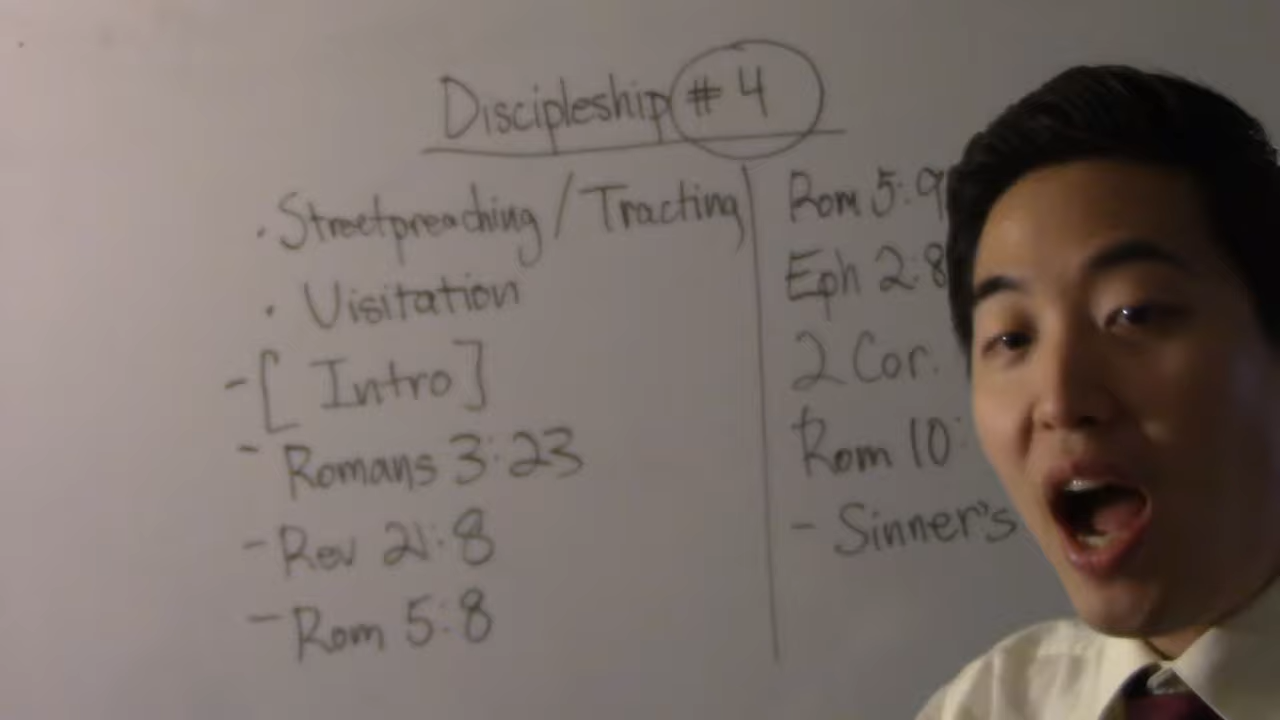 Discipleship # 4
· Streetpreaching / Tracting
· Visitation
- [ Intro ]
- Romans 3:23
- Rev 21:8
- Rom 5:8
Rom 5:9
Eph 2:8
2 Cor.
Rom 10:
- Sinner's